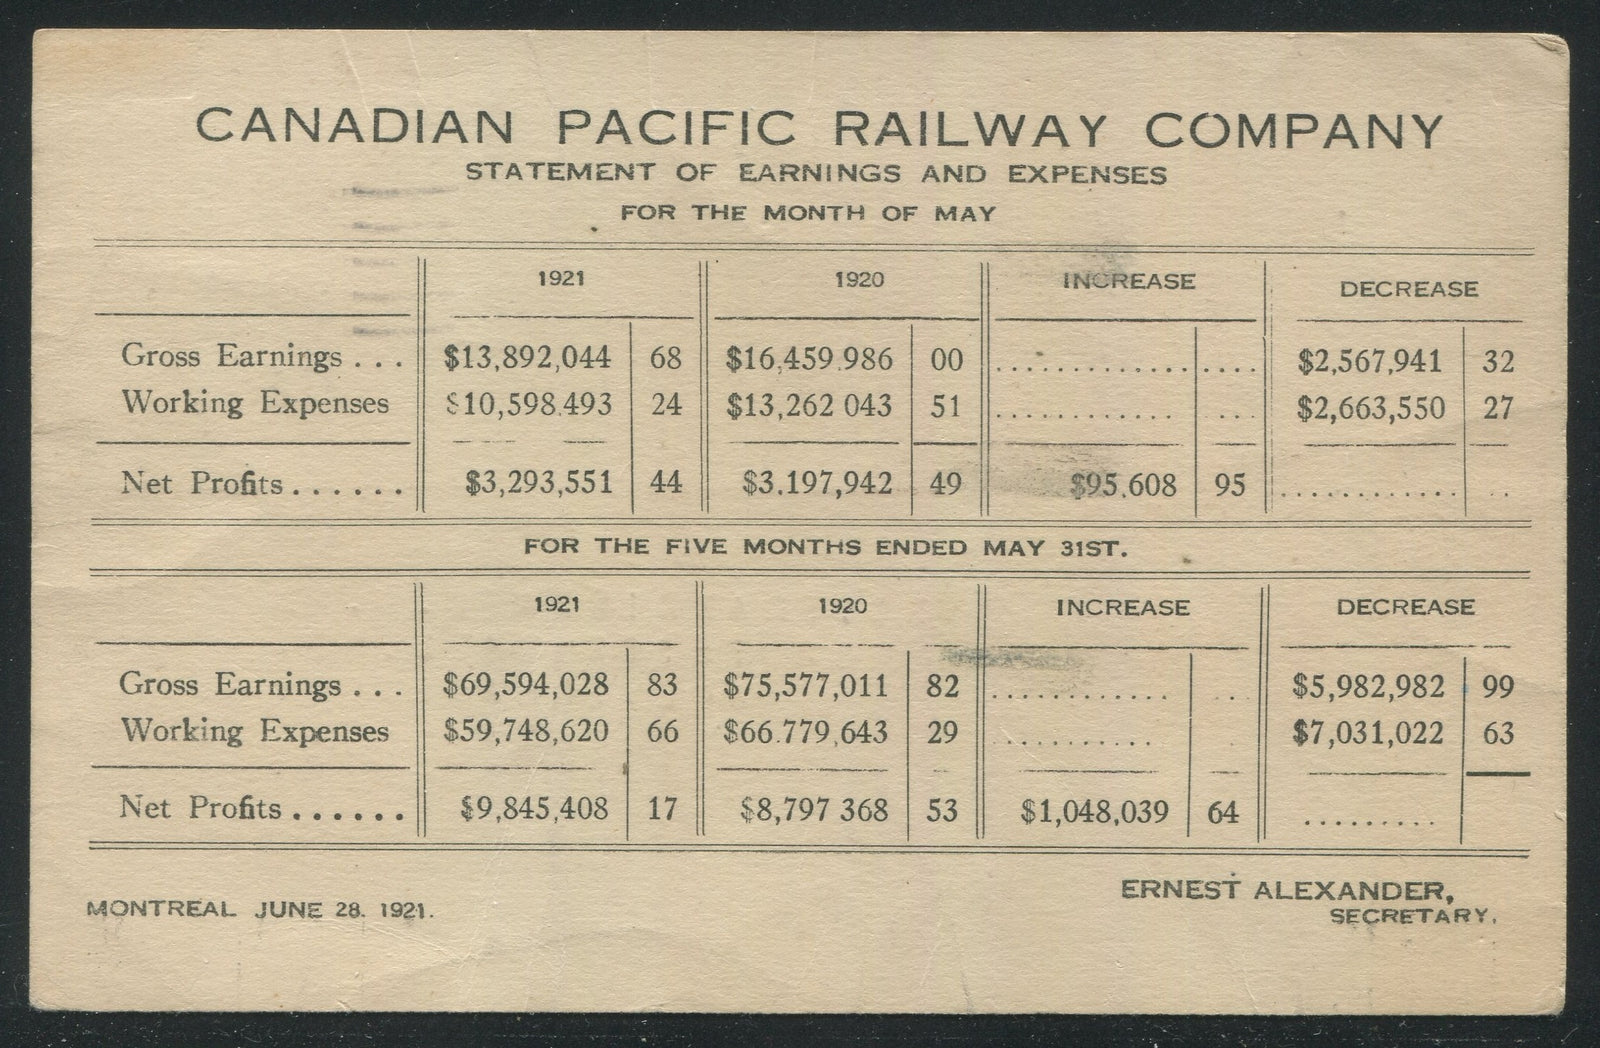 CANADIAN PACIFIC RAILWAY COMPANY
STATEMENT OF EARNINGS AND EXPENSES
FOR THE MONTH OF MAY
1921 1920 INCREASE DECREASE
Gross Earnings . . . $13,892,044 68 $16,459 986 00 .................. $2,567,941 32
Working Expenses $10,598.493 24 $13,262 043 51 ............... $2,663,550 27
Net Profits . . . . . . $3,293,551 44 $3.197,942 49 $95.608 95 ...............
FOR THE FIVE MONTHS ENDED MAY 31ST.
1921 1920 INCREASE DECREASE
Gross Earnings . . . $69,594,028 83 $75,577,011 82 .............. $5,982,982 99
Working Expenses $59,748,620 66 $66.779,643 29 ............ $7,031,022 63
Net Profits . . . . . . $9,845,408 17 $8,797 368 53 $1,048,039 64 .........
ERNEST ALEXANDER,
MONTREAL JUNE 28. 1921.
SECRETARY.